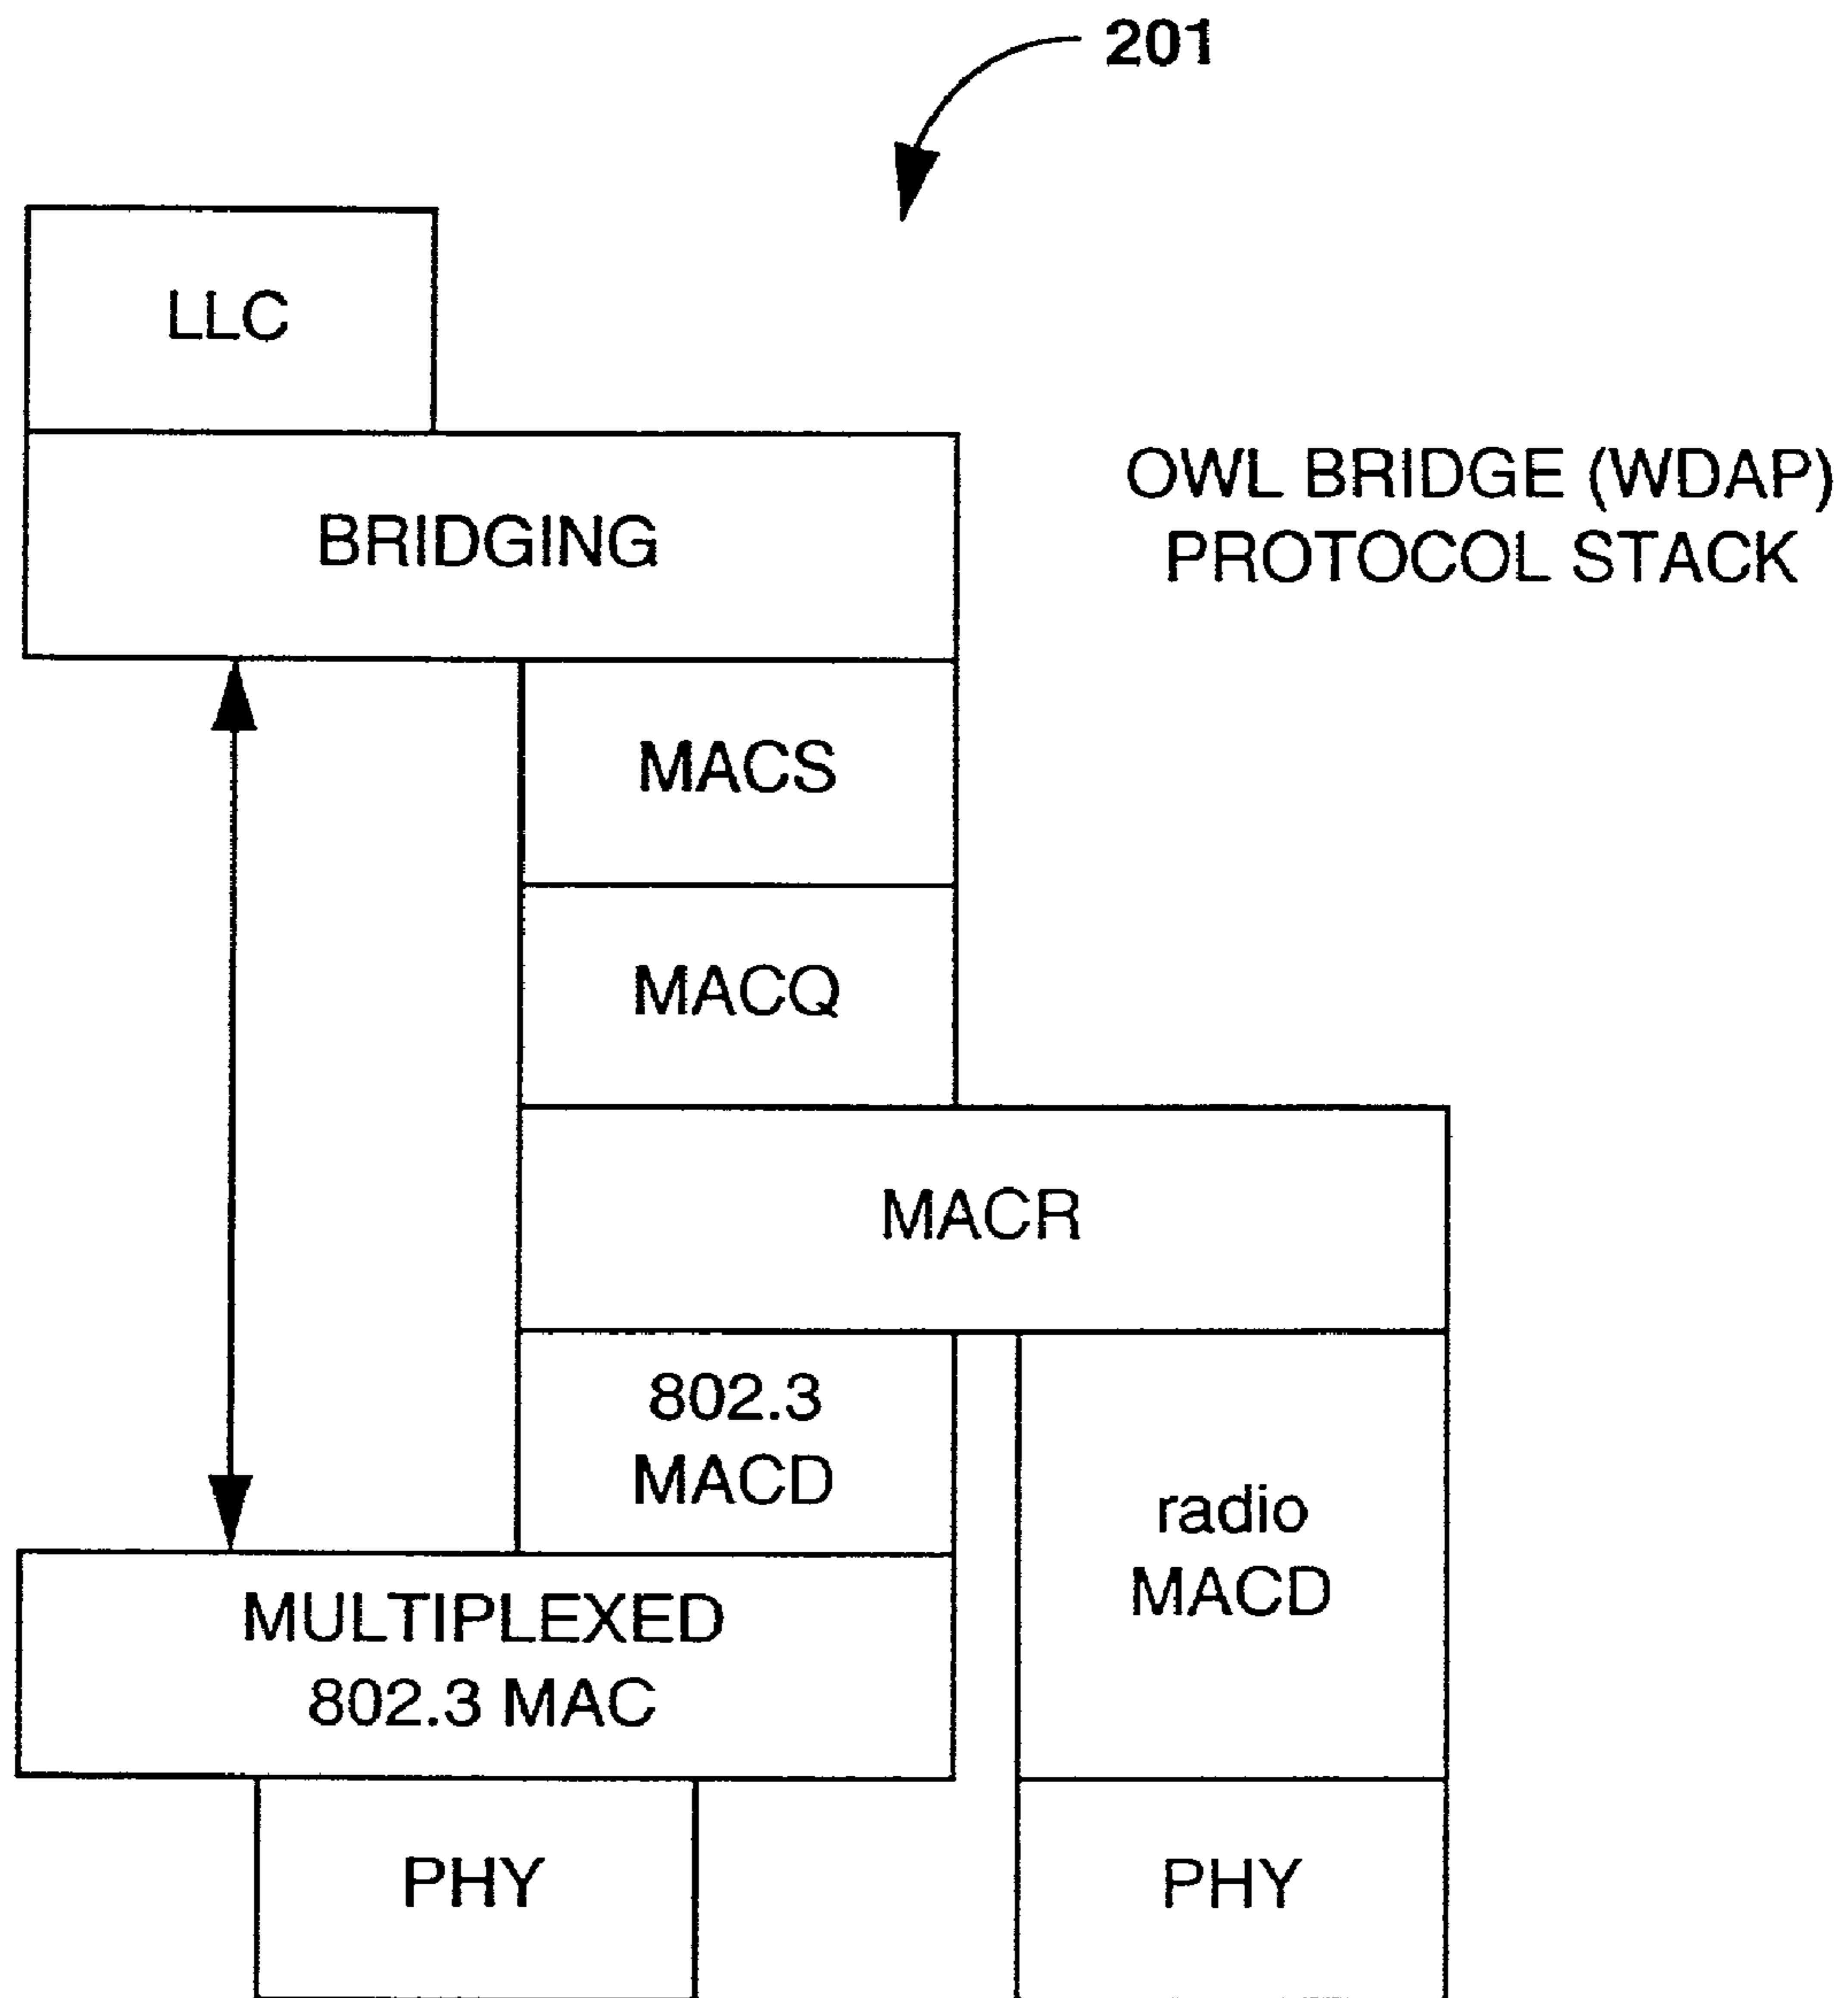 201
LLC
BRIDGING
OWL BRIDGE (WDAP)
PROTOCOL STACK
MACS
MACQ
MACR
802.3
MACD
radio
MACD
MULTIPLEXED
802.3 MAC
PHY
PHY